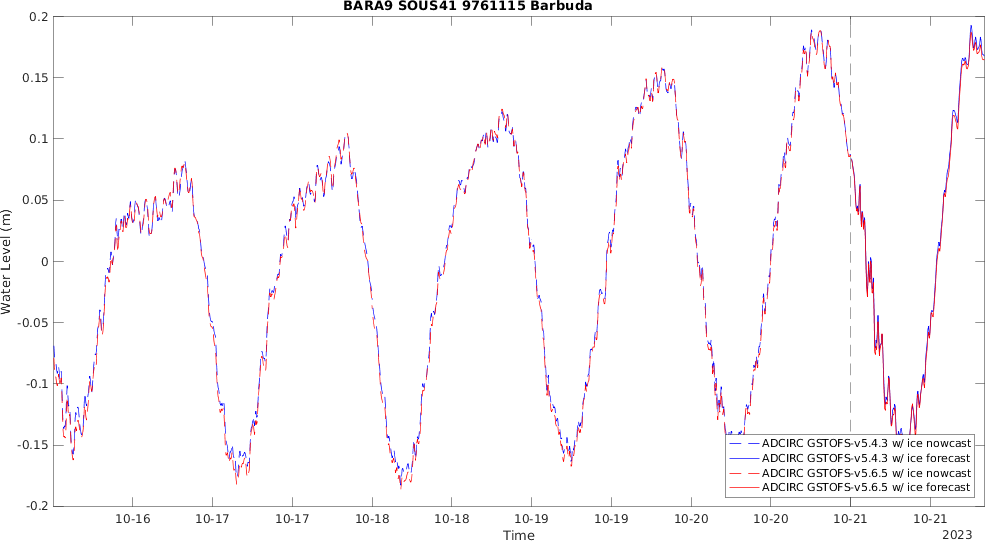 BARA9 SOUS41 9761115 Barbuda
0.2
0.15
0.1
0.05
0
-0.05
-0.1
-0.15
-0.2
Water Level (m)
ADCIRC GSTOFS-v5.4.3 w/ ice nowcast
ADCIRC GSTOFS-v5.4.3 w/ ice forecast
ADCIRC GSTOFS-v5.6.5 w/ ice nowcast
ADCIRC GSTOFS-v5.6.5 w/ ice forecast
10-16 10-17 10-17 10-18 10-18 10-19 10-19 10-20 10-20 10-21 10-21
Time
2023